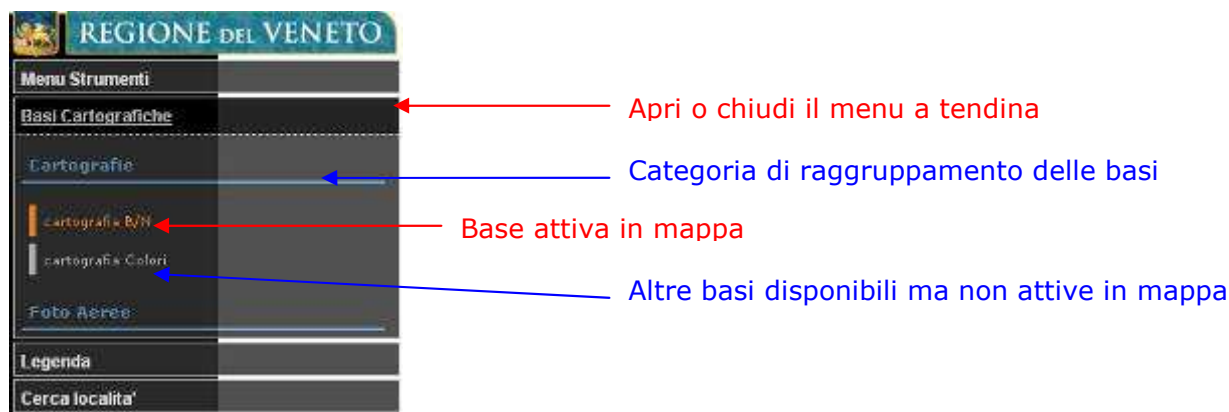 REGIONE DEL VENETO
Menu Strumenti
Basi Cartografiche
Apri o chiudi il menu a tendina
Cartografie
Categoria di raggruppamento delle basi
cartografia B/N
Base attiva in mappa
cartografia Colori
Altre basi disponibili ma non attive in mappa
Foto Aeree
Legenda
Cerca localita'